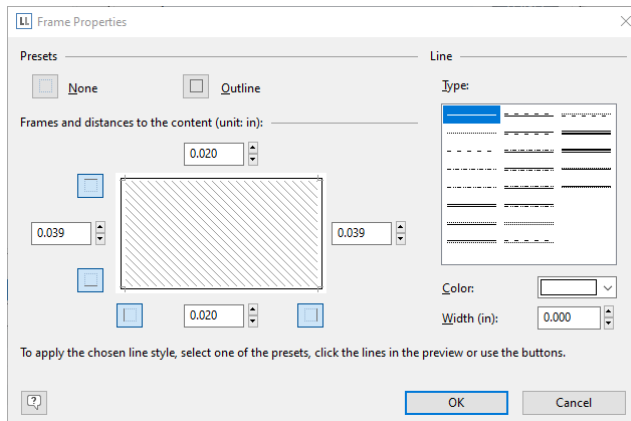 LL Frame Properties
Presets
Line
None
Outline
Type:
Frames and distances to the content (unit: in):
0.020
0.039
0.039
0.020
Color:
Width (in):
0.000
To apply the chosen line style, select one of the presets, click the lines in the preview or use the buttons.
?
OK
Cancel